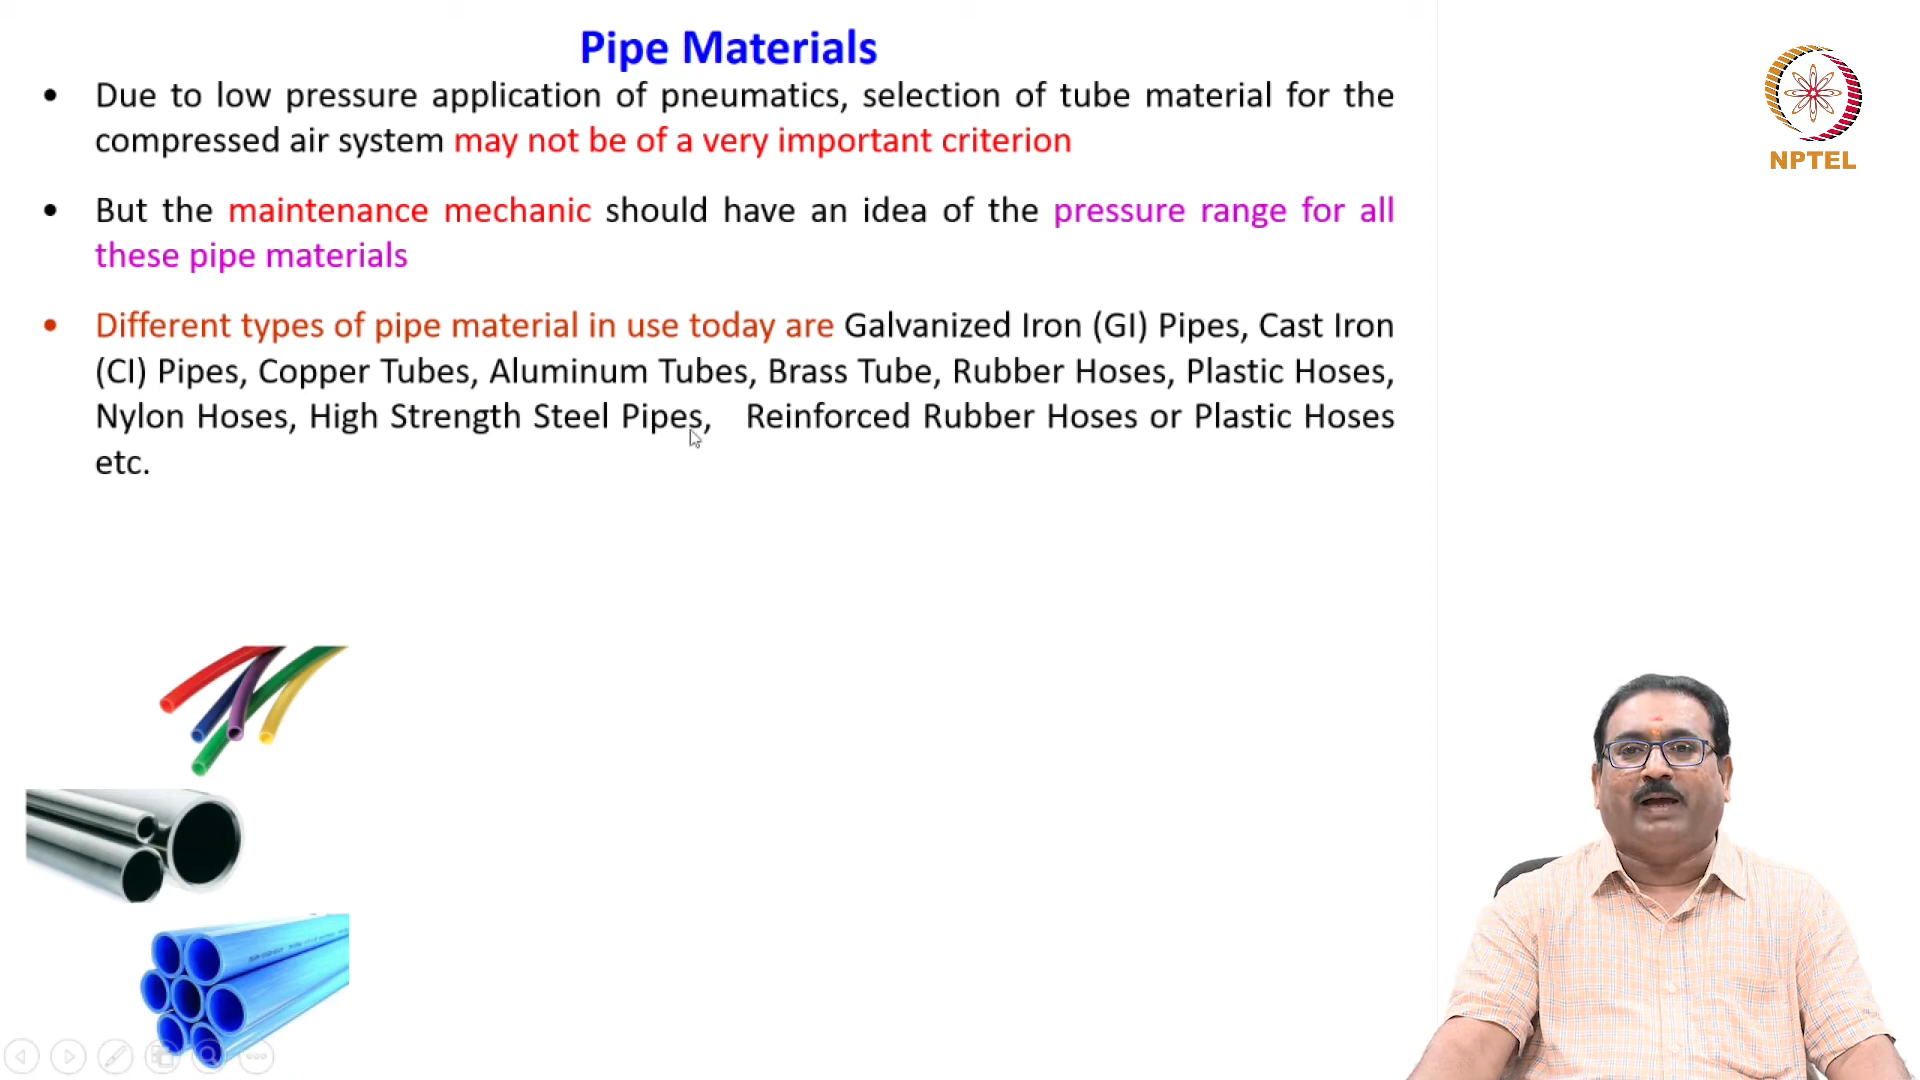 Pipe Materials
• Due to low pressure application of pneumatics, selection of tube material for the
compressed air system may not be of a very important criterion
• But the maintenance mechanic should have an idea of the pressure range for all
these pipe materials
• Different types of pipe material in use today are Galvanized Iron (GI) Pipes, Cast Iron
(CI) Pipes, Copper Tubes, Aluminum Tubes, Brass Tube, Rubber Hoses, Plastic Hoses,
Nylon Hoses, High Strength Steel Pipes, Reinforced Rubber Hoses or Plastic Hoses
etc.
NPTEL